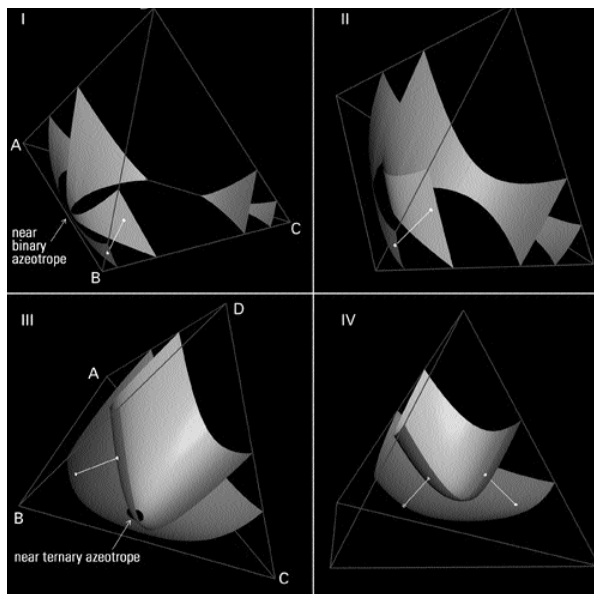 I
II
A
near
binary
azeotrope
B
C
III
D
IV
A
B
near ternary azeotrope
C